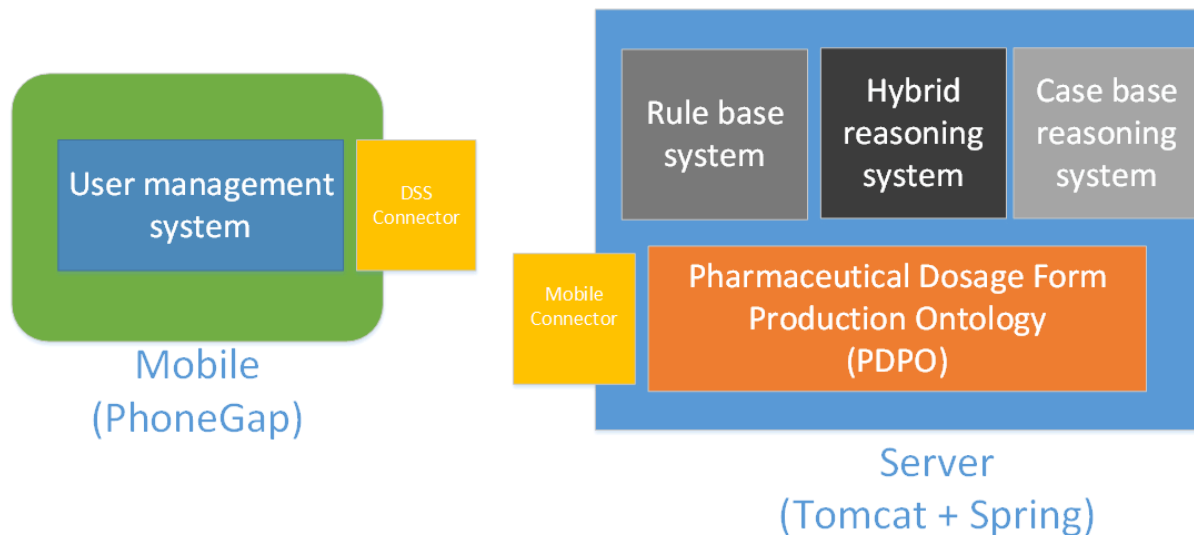 User management
system
DSS
Connector
Mobile
(PhoneGap)
Rule base
system
Hybrid
reasoning
system
Case base
reasoning
system
Mobile
Connector
Pharmaceutical Dosage Form
Production Ontology
(PDPO)
Server
(Tomcat + Spring)